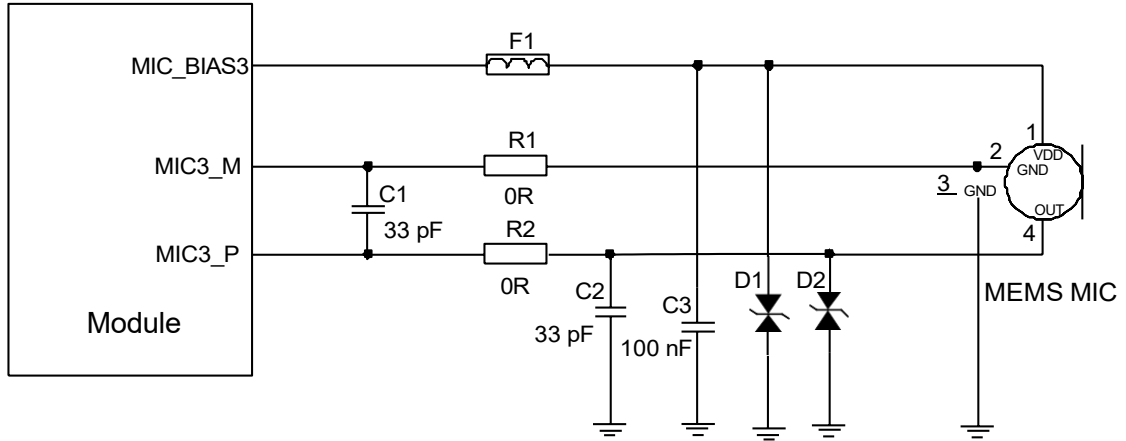 F1
MIC_BIAS3
R1
1
VDD
MIC3_M
2
GND
C1
0R
3 GND
33 pF
R2
OUT
4
MIC3_P
0R
C2
33 pF
C3
100 nF
D1
D2
MEMS MIC
Module